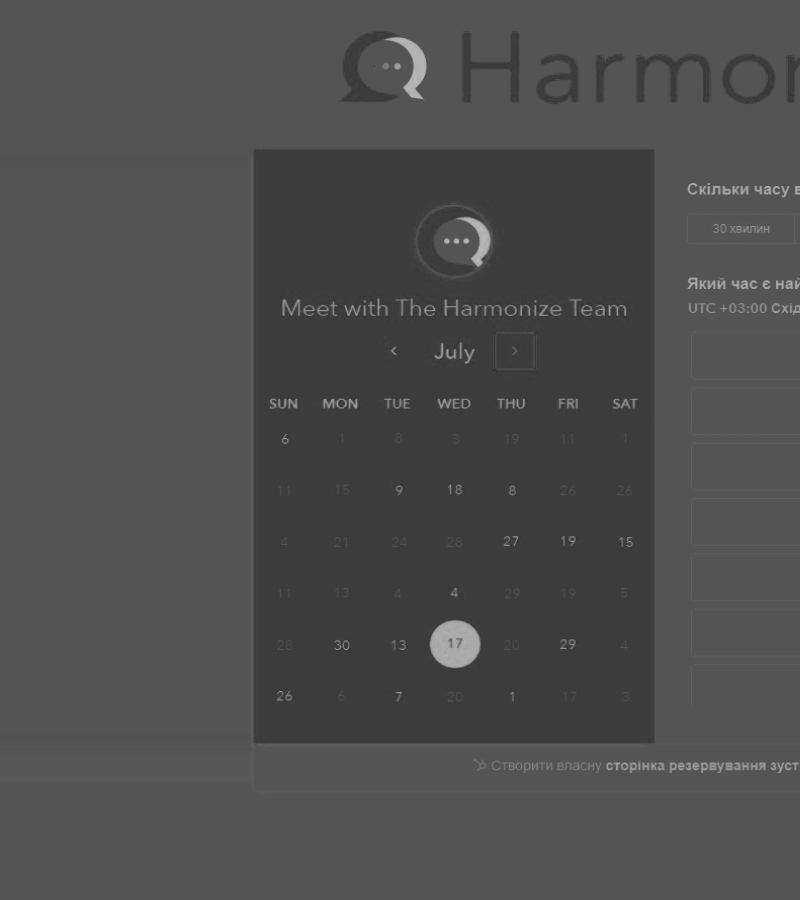 Harmon
Meet with The Harmonize Team
July
SUN MON TUE WED THU FRI SAT
6 1 8 3 19 11 1
11 15 9 18 8 26 26
4 21 24 28 27 19 15
11 13 4 4 29 19 5
28 30 13 17 20 29 4
26 6 7 20 1 17 3
Скільки часу в
30 хвилин
Який час є най
UTC +03:00 Схід
Створити власну сторінка резервування зуст